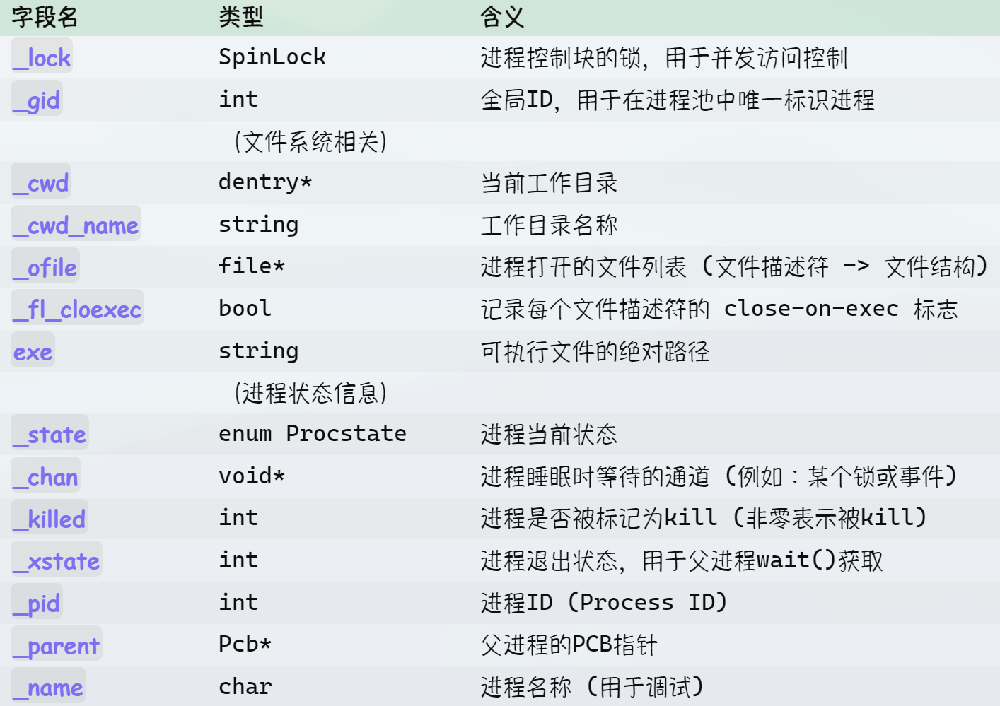 字段名 类型 含义
_lock SpinLock 进程控制块的锁，用于并发访问控制
_gid int 全局ID，用于在进程池中唯一标识进程
（文件系统相关）
_cwd dentry* 当前工作目录
_cwd_name string 工作目录名称
_ofile file* 进程打开的文件列表 (文件描述符 -> 文件结构)
_fl_cloexec bool 记录每个文件描述符的 close-on-exec 标志
exe string 可执行文件的绝对路径
（进程状态信息）
_state enum Procstate 进程当前状态
_chan void* 进程睡眠时等待的通道 (例如：某个锁或事件)
_killed int 进程是否被标记为kill (非零表示被kill)
_xstate int 进程退出状态，用于父进程wait()获取
_pid int 进程ID (Process ID)
_parent Pcb* 父进程的PCB指针
_name char 进程名称 (用于调试)